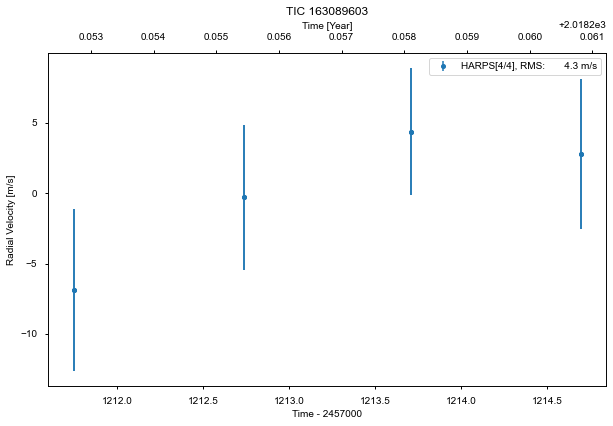 TIC 163089603
Time [Year]
+2.0182e3
0.053 0.054 0.055 0.056 0.057 0.058 0.059 0.060 0.061
HARPS[4/4], RMS: 4.3 m/s
Radial Velocity [m/s]
5
0
−5
−10
1212.0 1212.5 1213.0 1213.5 1214.0 1214.5
Time - 2457000